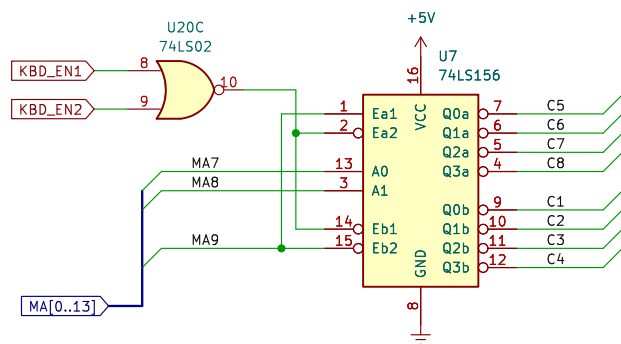 +5V
U20C
74LS02
U7
74LS156
KBD_EN1
8
10
KBD_EN2
9
16
VCC
1
Ea1
Q0a
7
C5
2
Ea2
Q1a
6
C6
Q2a
5
C7
MA7
13
A0
Q3a
4
C8
MA8
3
A1
Q0b
9
C1
14
Eb1
Q1b
10
C2
MA9
15
Eb2
Q2b
11
C3
Q3b
12
C4
GND
8
MA[0..13]